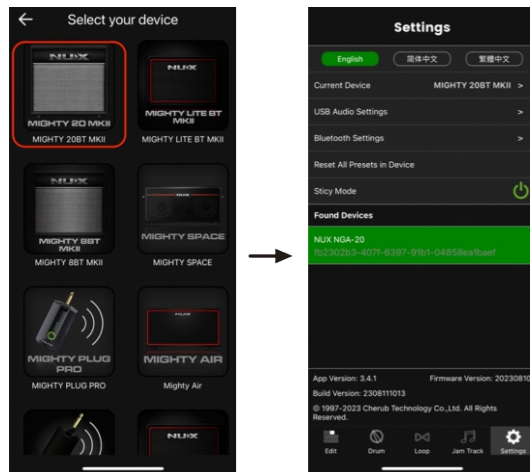 Select your device
NUX
MIGHTY 20 MKII
MIGHTY 20BT MKII
NUX
MIGHTY LITE BT
MKII
MIGHTY LITE BT MKII
NUX
MIGHTY 8BT
MKII
MIGHTY 8BT MKII
MIGHTY SPACE
MIGHTY SPACE
MIGHTY PLUG
PRO
MIGHTY PLUG PRO
NUX
MIGHTY AIR
Mighty Air
NUX
Settings
English
简体中文
繁體中文
Current Device
MIGHTY 20BT MKII >
USB Audio Settings >
Bluetooth Settings >
Reset All Presets in Device
Sticy Mode
Found Devices
NUX NGA-20
fb2302b3-407f-6397-91b1-04858ea1baef
App Version: 3.4.1
Firmware Version: 20230810
Build Version: 2308111013
© 1997-2023 Cherub Technology Co.,Ltd. All Rights
Reserved.
Edit
Drum
Loop
Jam Track
Settings